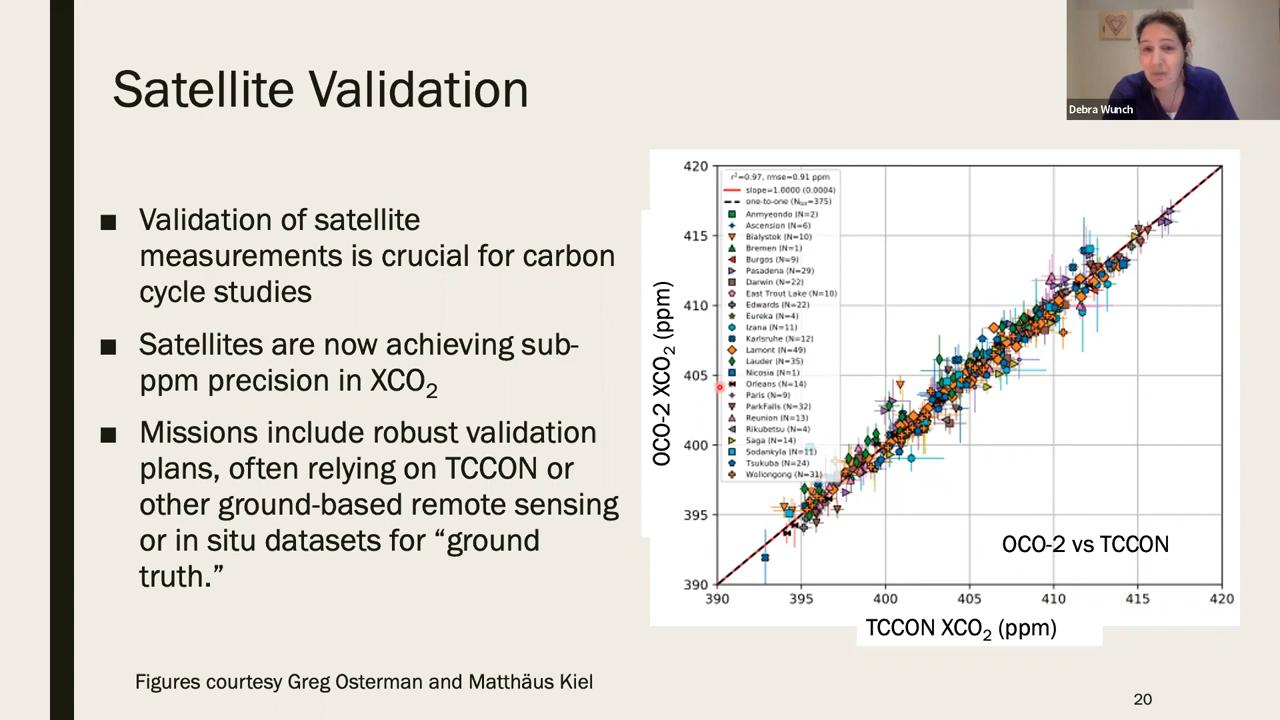 Satellite Validation
Debra Wunch
■ Validation of satellite
measurements is crucial for carbon
cycle studies
■ Satellites are now achieving sub-
ppm precision in XCO2
■ Missions include robust validation
plans, often relying on TCCON or
other ground-based remote sensing
or in situ datasets for “ground
truth.”
Figures courtesy Greg Osterman and Matthäus Kiel
OCO-2 XCO2 (ppm)
420
415
410
405
400
395
390
r²=0.97, rmse=0.91 ppm
slope=1.0000 (0.0004)
one-to-one (Ntot=375)
Anmyeondo (N=2)
Ascension (N=6)
Bialystok (N=10)
Bremen (N=1)
Burgos (N=9)
Pasadena (N=29)
Darwin (N=22)
East Trout Lake (N=10)
Edwards (N=22)
Eureka (N=4)
Izana (N=11)
Karlsruhe (N=12)
Lamont (N=49)
Lauder (N=35)
Nicosia (N=1)
Orleans (N=14)
Paris (N=9)
ParkFalls (N=32)
Reunion (N=13)
Rikubetsu (N=4)
Saga (N=14)
Sodankyla (N=11)
Tsukuba (N=24)
Wollongong (N=31)
OCO-2 vs TCCON
390 395 400 405 410 415 420
TCCON XCO2 (ppm)
20